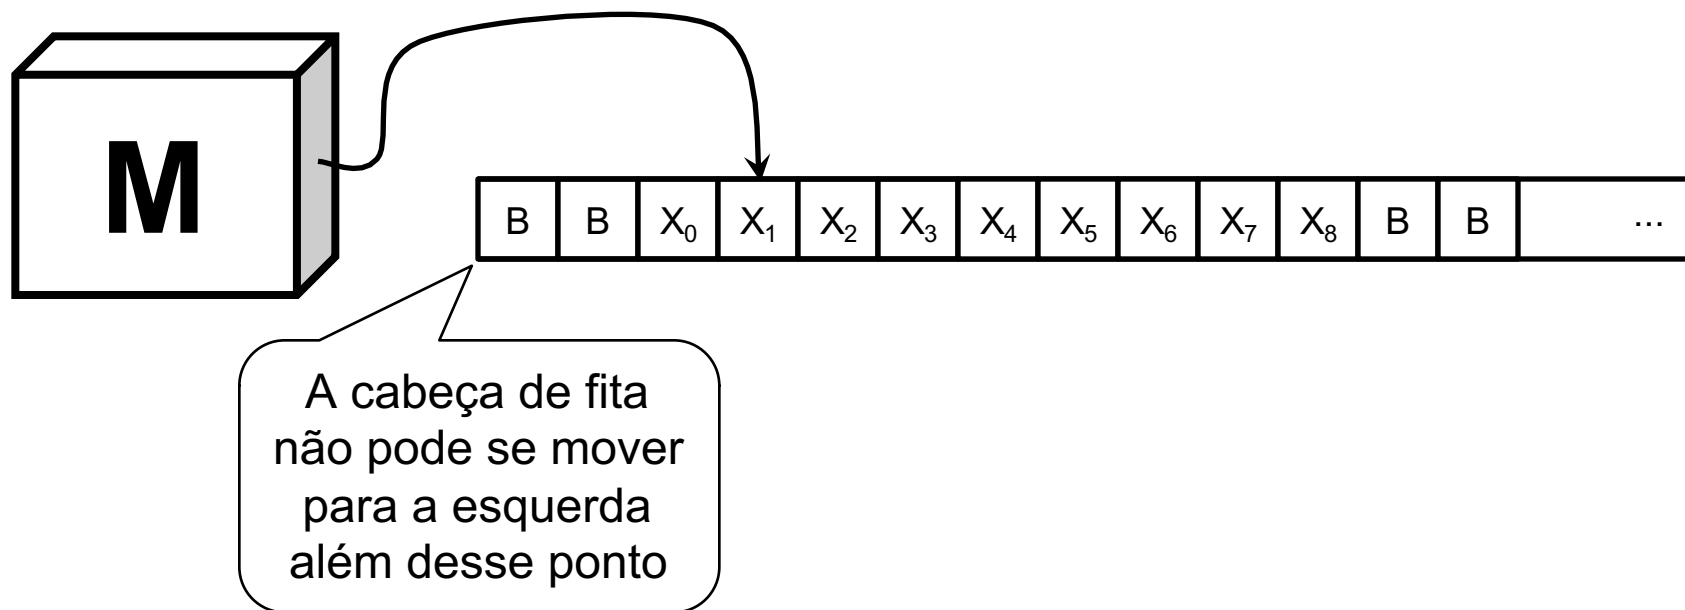 M
B B X₀ X₁ X₂ X₃ X₄ X₅ X₆ X₇ X₈ B B ...
A cabeça de fita
não pode se mover
para a esquerda
além desse ponto